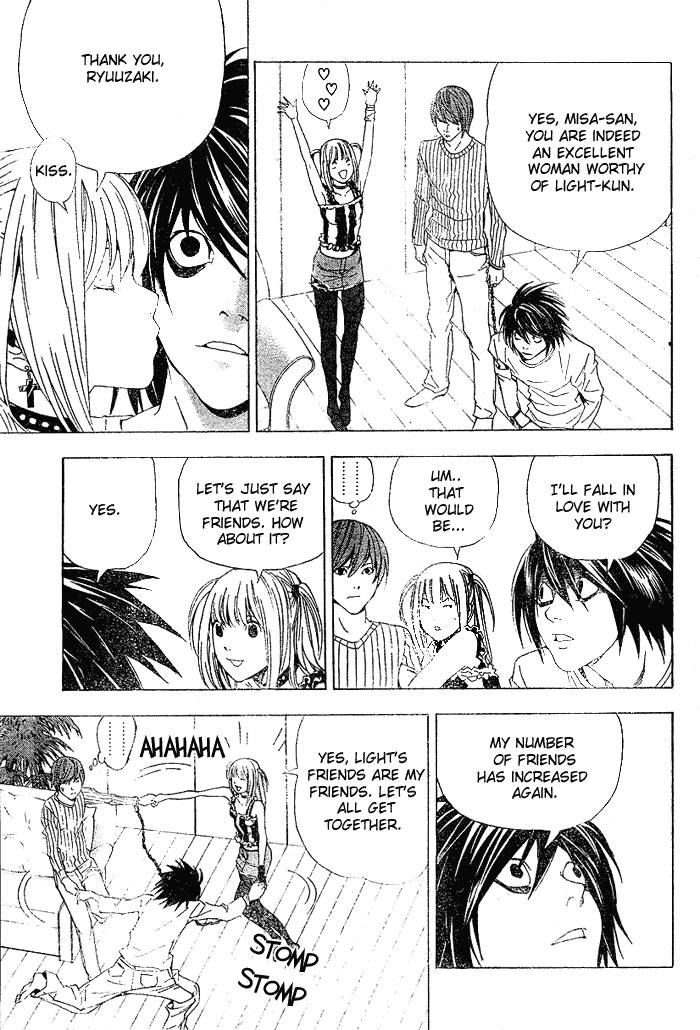 ♡
♡
♡
YES, MISA-SAN,
YOU ARE INDEED
AN EXCELLENT
WOMAN WORTHY
OF LIGHT-KUN.
THANK YOU,
RYUUZAKI.
KISS.
I'LL FALL IN
LOVE WITH
YOU?
UM..
THAT
WOULD
BE...
........
LET'S JUST SAY
THAT WE'RE
FRIENDS. HOW
ABOUT IT?
YES.
MY NUMBER
OF FRIENDS
HAS INCREASED
AGAIN.
YES, LIGHT'S
FRIENDS ARE MY
FRIENDS. LET'S
ALL GET
TOGETHER.
AHAHAHA
........
STOMP
STOMP